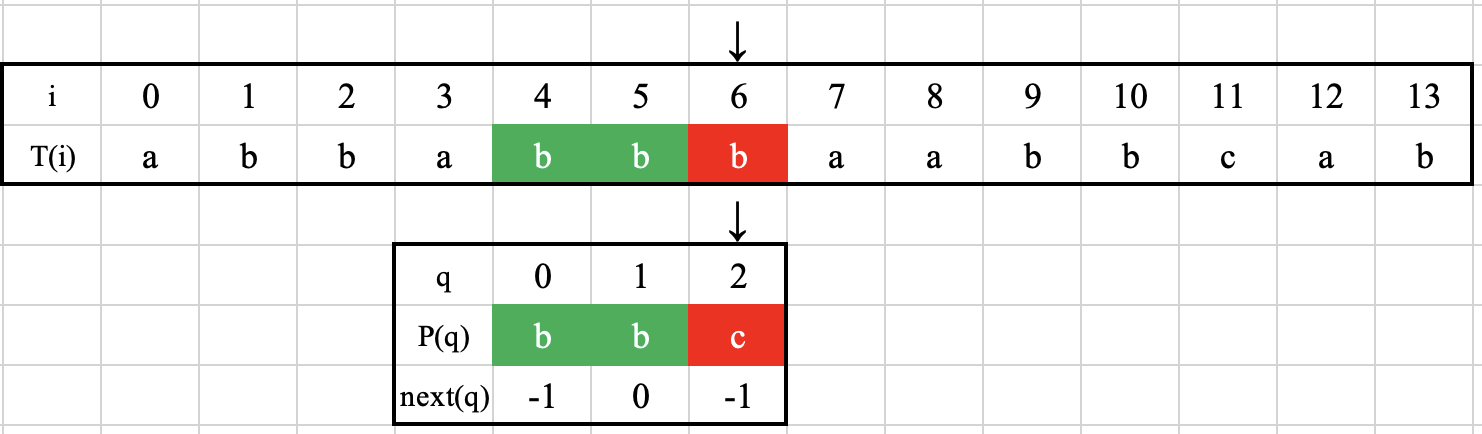 ↓
i 0 1 2 3 4 5 6 7 8 9 10 11 12 13
T(i) a b b a b b b a a b b c a b
↓
q 0 1 2
P(q) b b c
next(q) -1 0 -1